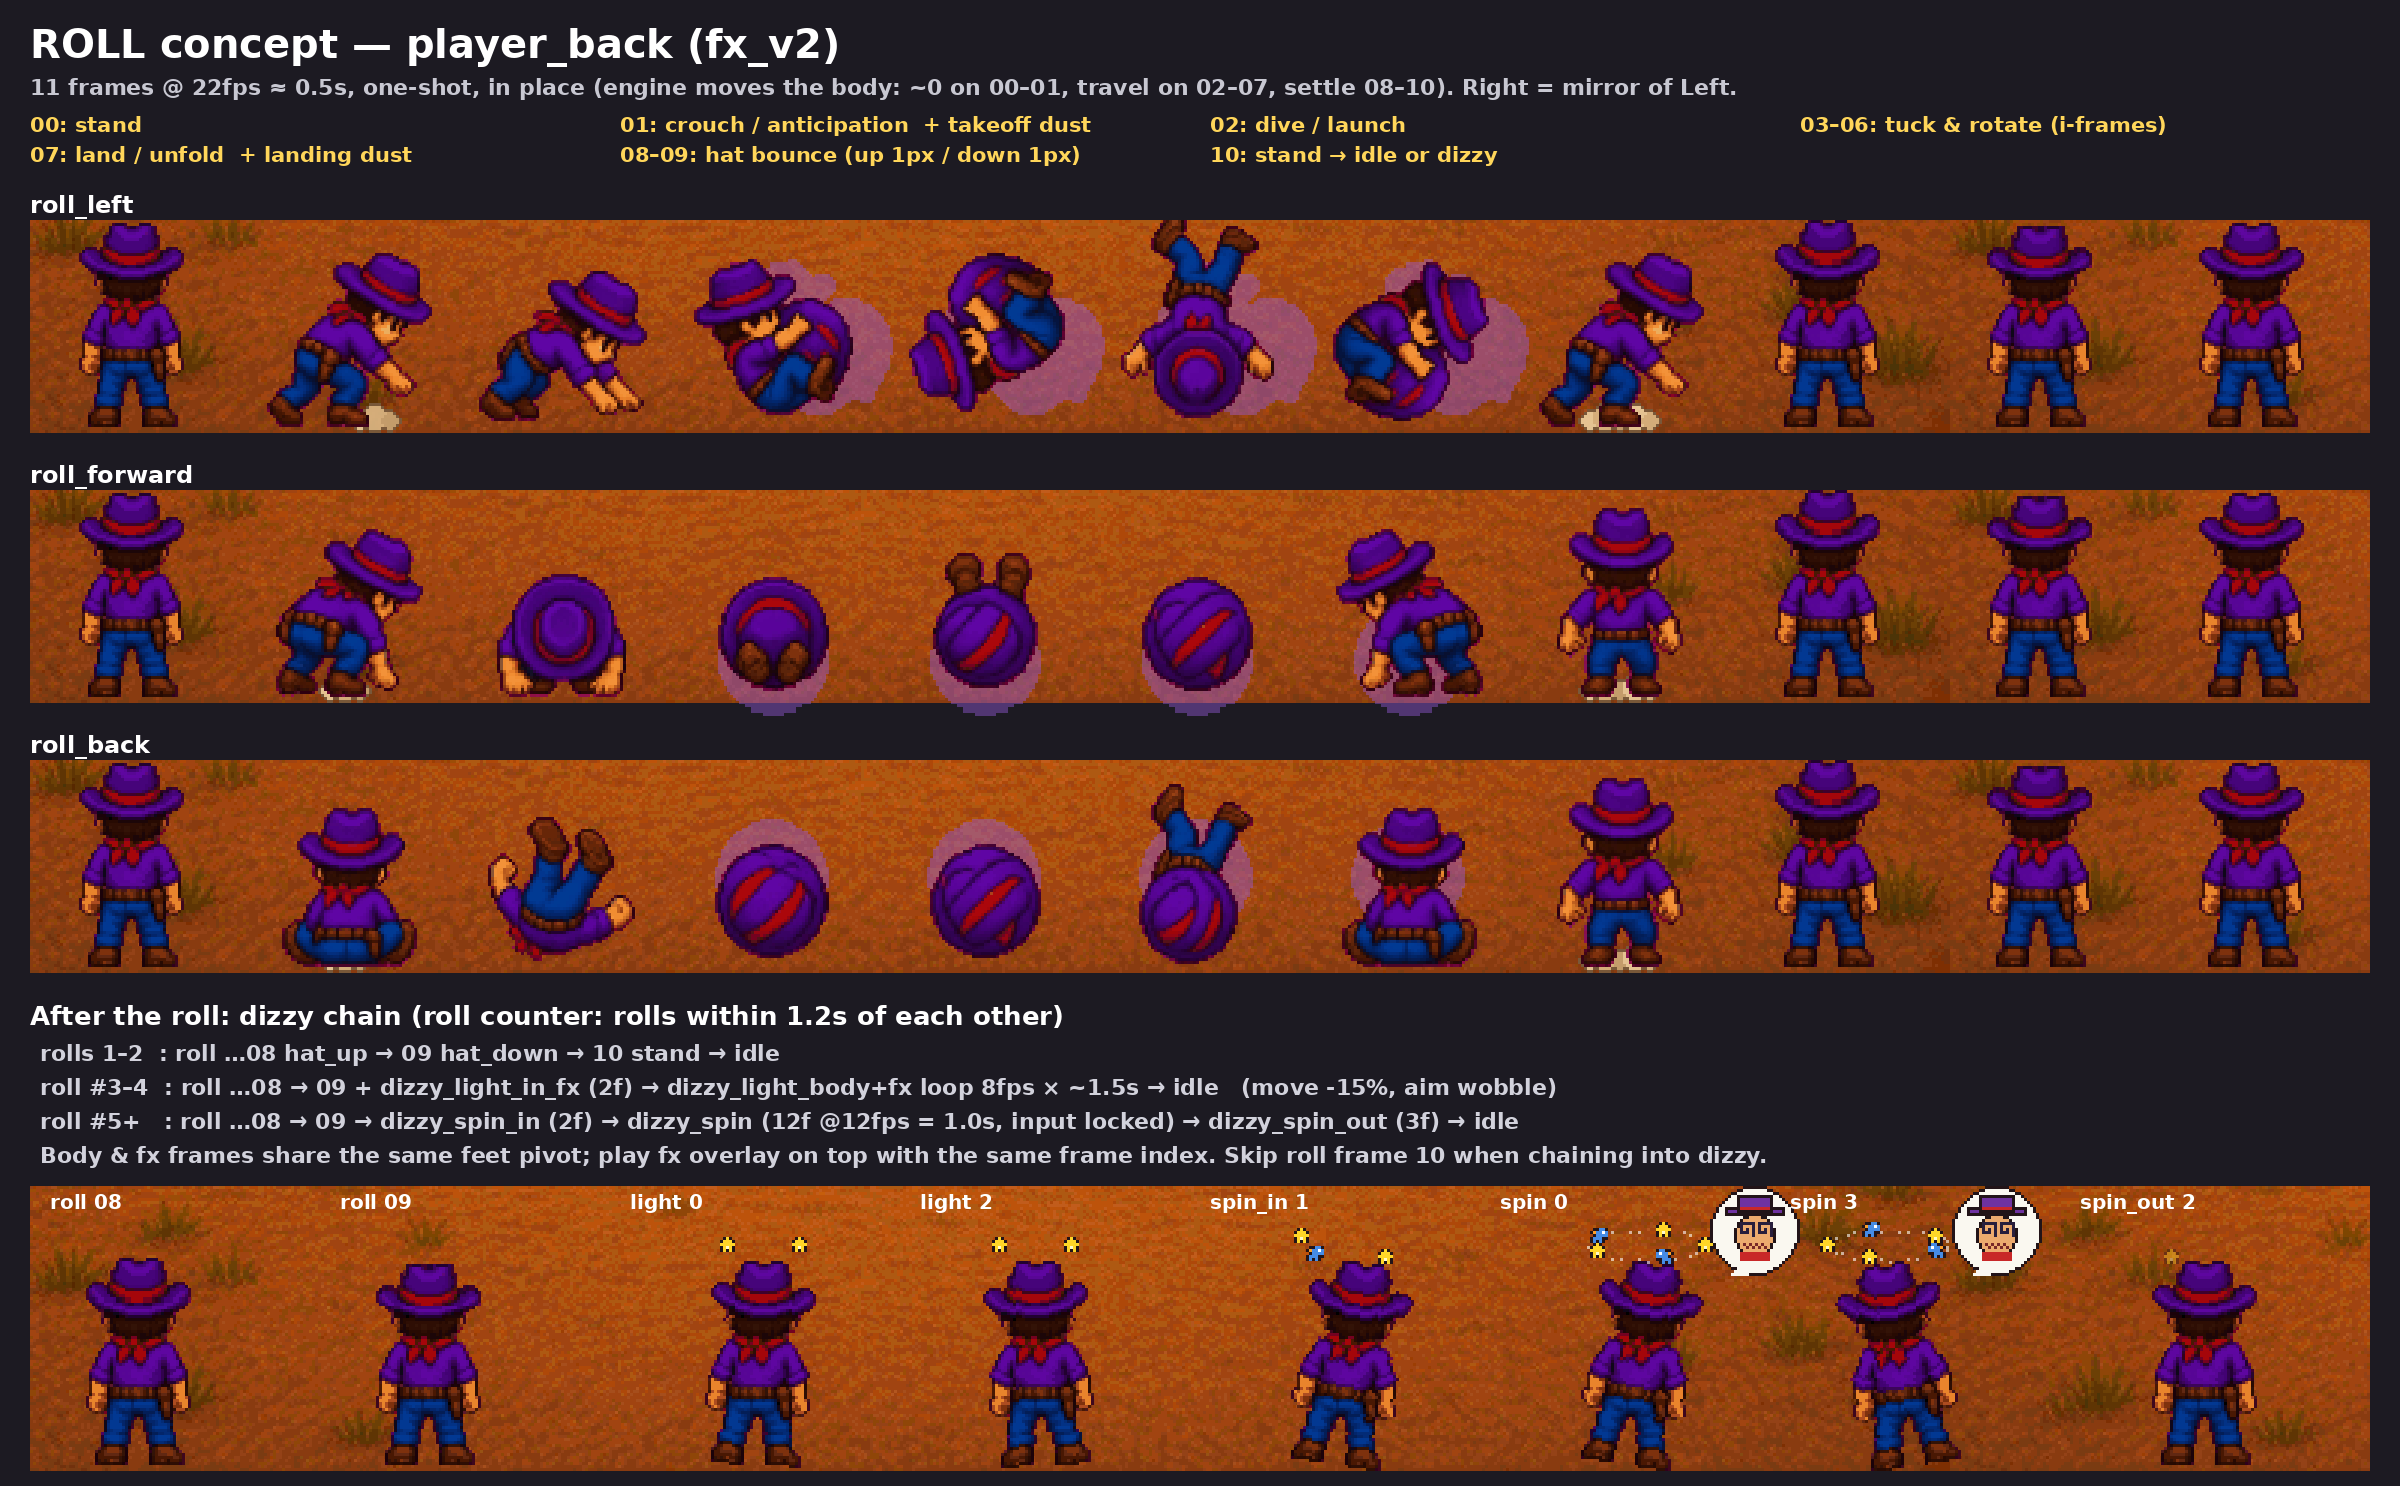 ROLL concept — player_back (fx_v2)
11 frames @ 22fps ≈ 0.5s, one-shot, in place (engine moves the body: ~0 on 00–01, travel on 02–07, settle 08–10). Right = mirror of Left.
00: stand
01: crouch / anticipation  + takeoff dust
02: dive / launch
03–06: tuck & rotate (i-frames)
07: land / unfold  + landing dust
08–09: hat bounce (up 1px / down 1px)
10: stand → idle or dizzy
roll_left
roll_forward
roll_back
After the roll: dizzy chain (roll counter: rolls within 1.2s of each other)
rolls 1–2  : roll …08 hat_up → 09 hat_down → 10 stand → idle
roll #3–4  : roll …08 → 09 + dizzy_light_in_fx (2f) → dizzy_light_body+fx loop 8fps × ~1.5s → idle   (move -15%, aim wobble)
roll #5+   : roll …08 → 09 → dizzy_spin_in (2f) → dizzy_spin (12f @12fps = 1.0s, input locked) → dizzy_spin_out (3f) → idle
Body & fx frames share the same feet pivot; play fx overlay on top with the same frame index. Skip roll frame 10 when chaining into dizzy.
roll 08
roll 09
light 0
light 2
spin_in 1
spin 0
spin 3
spin_out 2